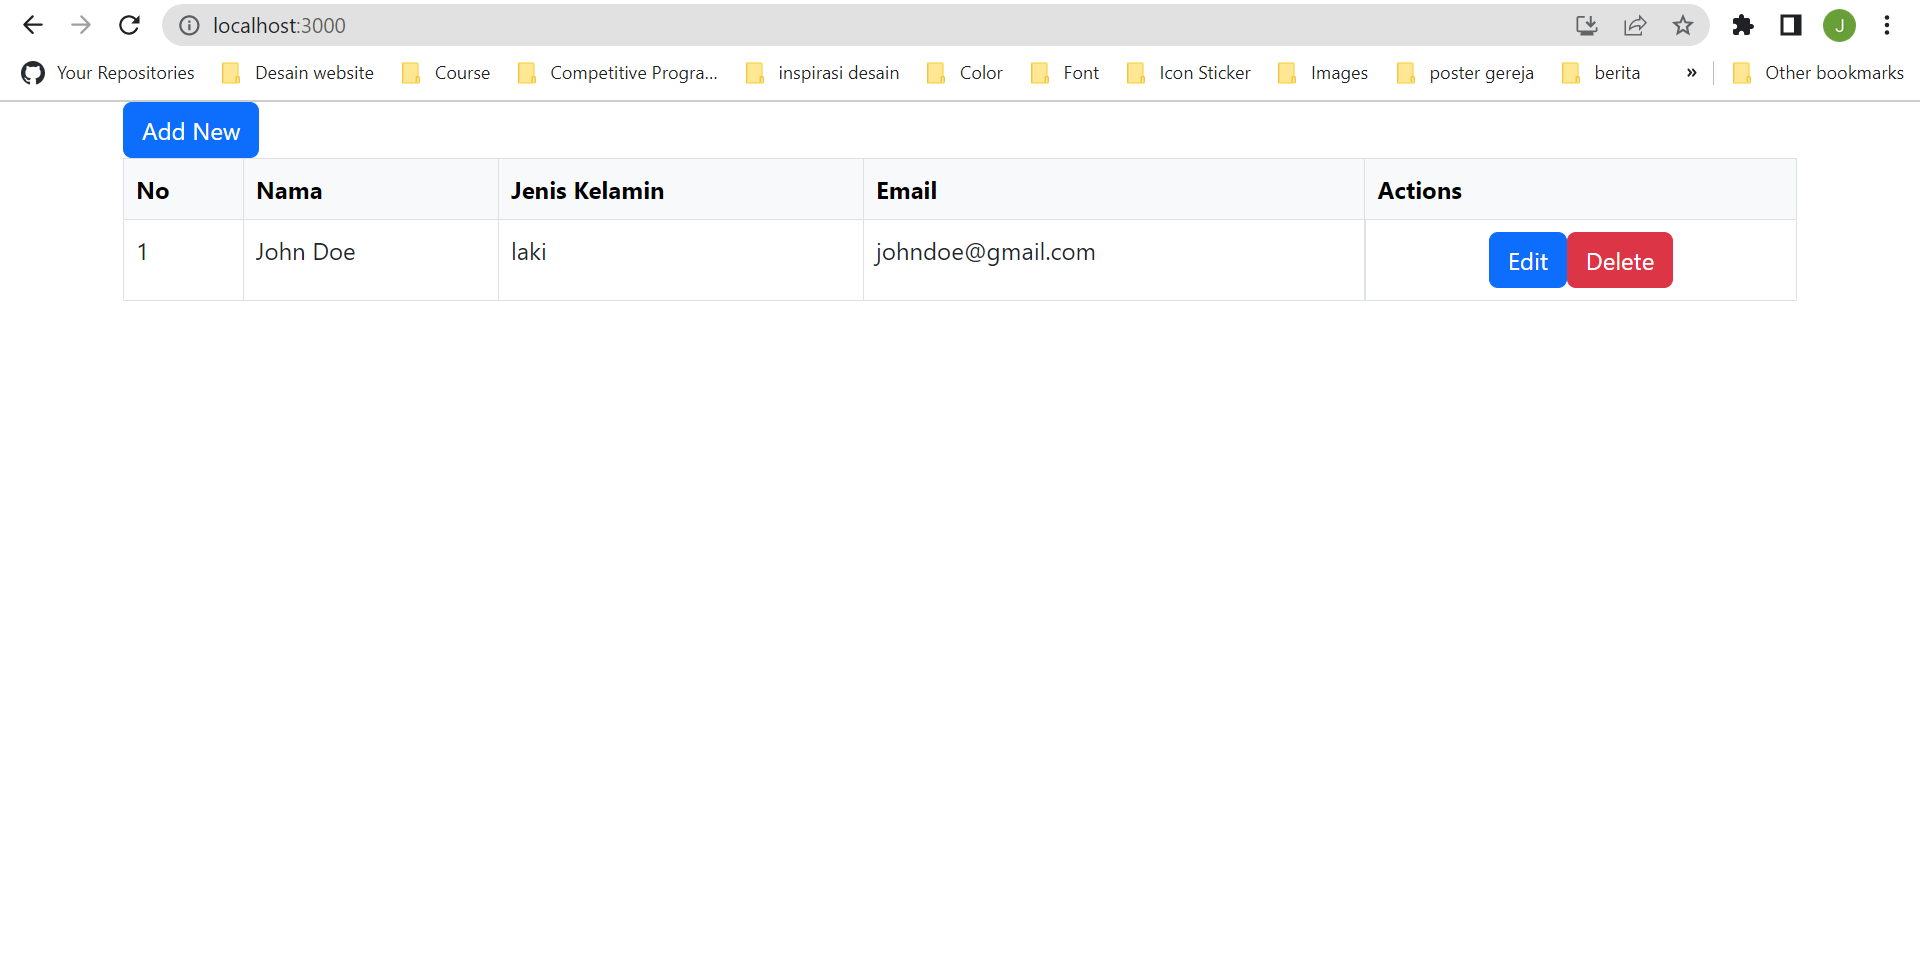 localhost:3000
J
Your Repositories Desain website Course Competitive Progra... inspirasi desain Color Font Icon Sticker Images poster gereja berita » Other bookmarks
Add New
No Nama Jenis Kelamin Email Actions
1 John Doe laki johndoe@gmail.com Edit Delete